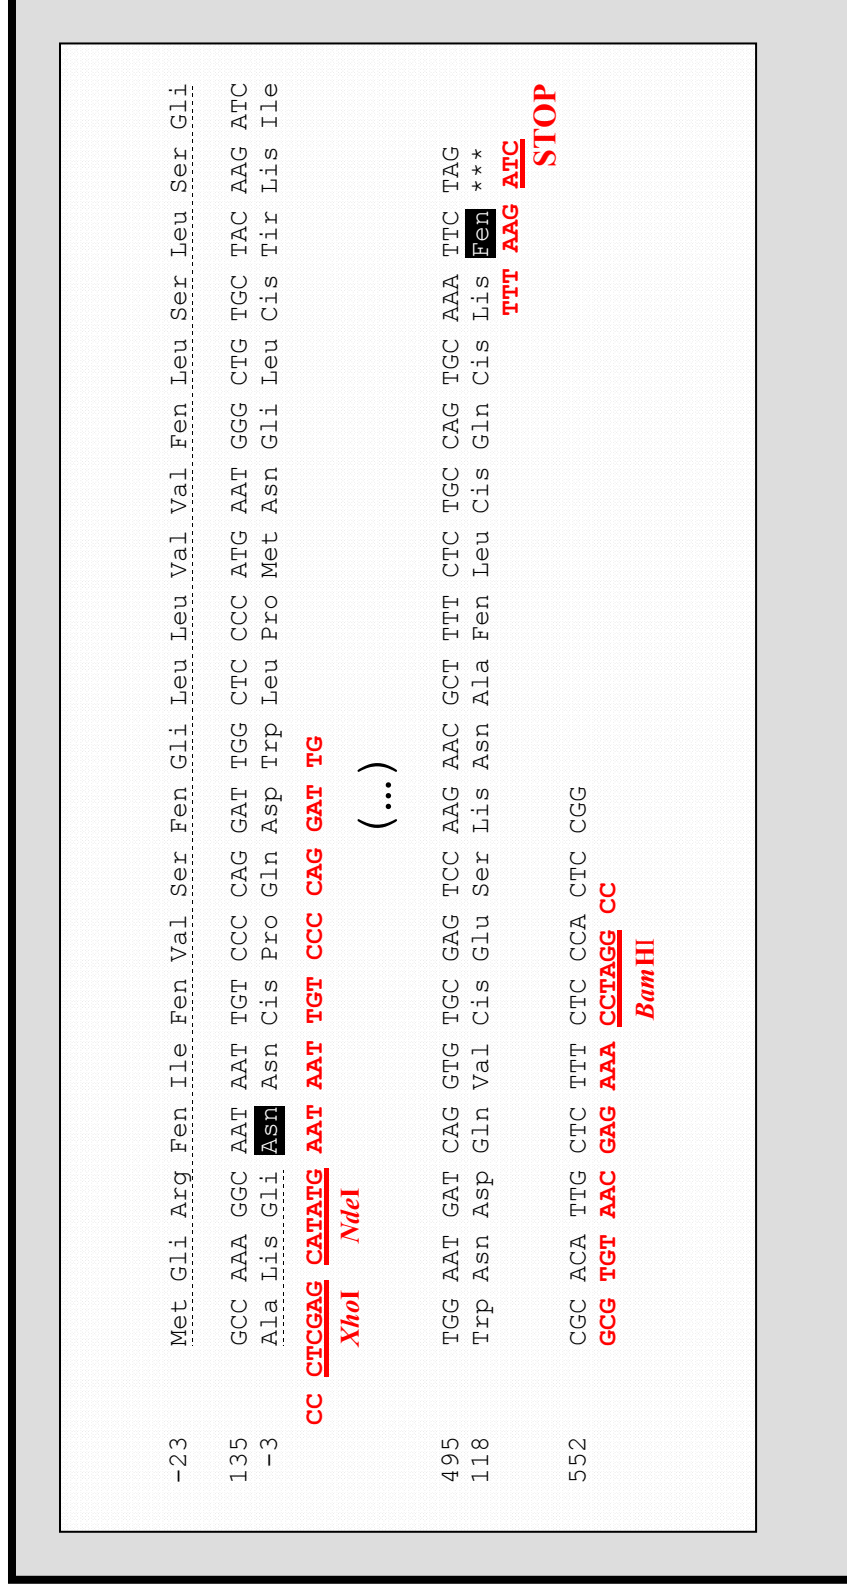 -23 Met Gli Arg Fen Ile Fen Val Ser Fen Gli Leu Leu Val Val Fen Leu Ser Leu Ser Gli
135 GCC AAA GGC AAT AAT TGT CCC CAG GAT TGG CTC CCC ATG AAT GGG CTG TGC TAC AAG ATC
-3 Ala Lis Gli Asn Asn Cis Pro Gln Asp Trp Leu Pro Met Asn Gli Leu Cis Tir Lis Ile
CC CTCGAG CATATG AAT AAT TGT CCC CAG GAT TG
XhoI NdeI
(...)
495 TGG AAT GAT CAG GTG TGC GAG TCC AAG AAC GCT TTT CTC TGC CAG TGC AAA TTC TAG
118 Trp Asn Asp Gln Val Cis Glu Ser Lis Asn Ala Fen Leu Cis Gln Cis Lis Fen ***
TTT AAG ATC
STOP
552 CGC ACA TTG CTC TTT CTC CCA CTC CGG
GCG TGT AAC GAG AAA CCTAGG CC
BamHI